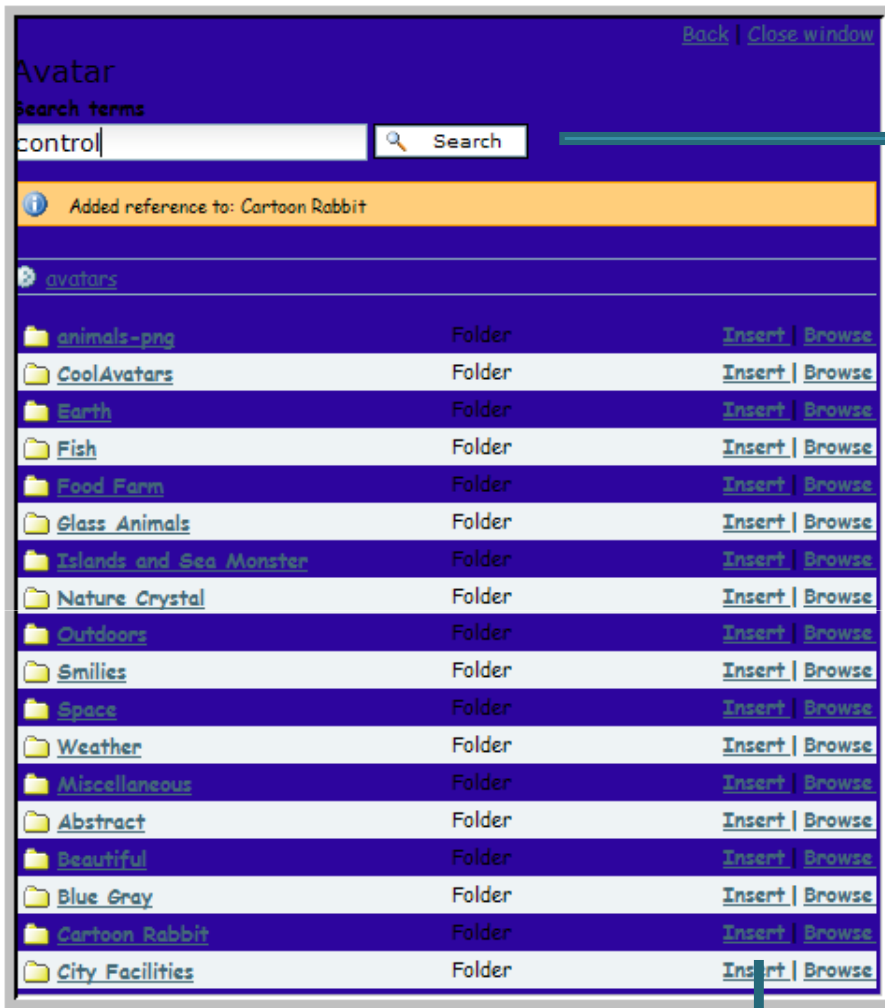 Back | Close window
Avatar
Search terms
control Search
Added reference to: Cartoon Rabbit
avatars
animals-png Folder Insert | Browse
CoolAvatars Folder Insert | Browse
Earth Folder Insert | Browse
Fish Folder Insert | Browse
Food Farm Folder Insert | Browse
Glass Animals Folder Insert | Browse
Islands and Sea Monster Folder Insert | Browse
Nature Crystal Folder Insert | Browse
Outdoors Folder Insert | Browse
Smilies Folder Insert | Browse
Space Folder Insert | Browse
Weather Folder Insert | Browse
Miscellaneous Folder Insert | Browse
Abstract Folder Insert | Browse
Beautiful Folder Insert | Browse
Blue Gray Folder Insert | Browse
Cartoon Rabbit Folder Insert | Browse
City Facilities Folder Insert | Browse